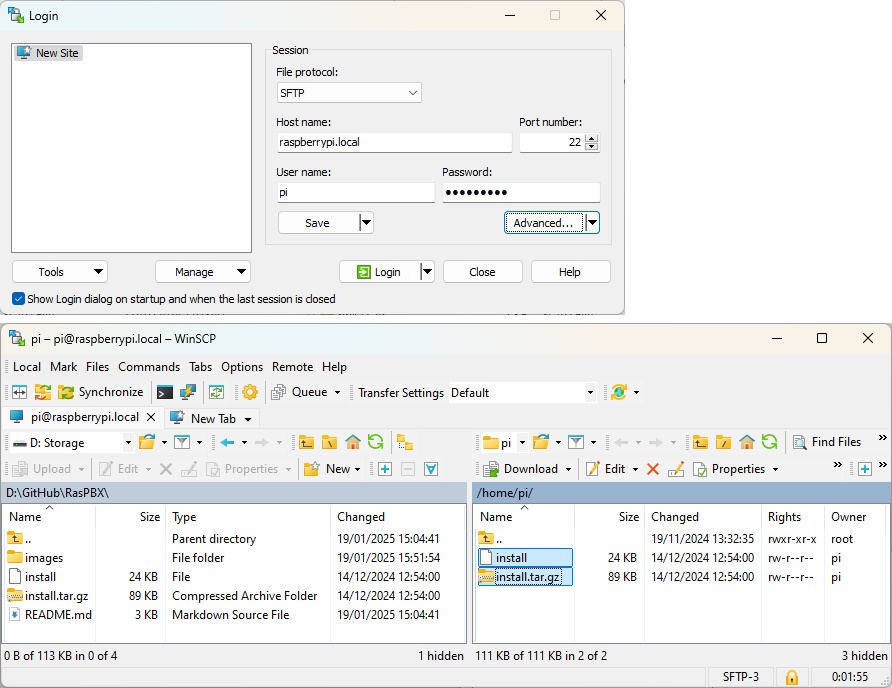 Login
New Site
Session
File protocol:
SFTP
Host name:
Port number:
raspberrypi.local
22
User name:
Password:
pi
●●●●●●●●●
Save
Advanced...
Tools
Manage
Login
Close
Help
Show Login dialog on startup and when the last session is closed
pi – pi@raspberrypi.local – WinSCP
Local Mark Files Commands Tabs Options Remote Help
Synchronize
Queue
Transfer Settings Default
pi@raspberrypi.local
New Tab
D: Storage
pi
Find Files
Upload Edit Properties New
Download Edit Properties
D:\GitHub\RasPBX\
/home/pi/
Name Size Type Changed
.. Parent directory 19/01/2025 15:04:41
images File folder 19/01/2025 15:51:54
install 24 KB File 14/12/2024 12:54:00
install.tar.gz 89 KB Compressed Archive Folder 14/12/2024 12:54:00
README.md 3 KB Markdown Source File 19/01/2025 15:04:41
Name Size Changed Rights Owner
.. 19/11/2024 13:32:35 rwxr-xr-x root
install 24 KB 14/12/2024 12:54:00 rw-r--r-- pi
install.tar.gz 89 KB 14/12/2024 12:54:00 rw-r--r-- pi
0 B of 113 KB in 0 of 4
1 hidden
111 KB of 111 KB in 2 of 2
3 hidden
SFTP-3
0:01:55